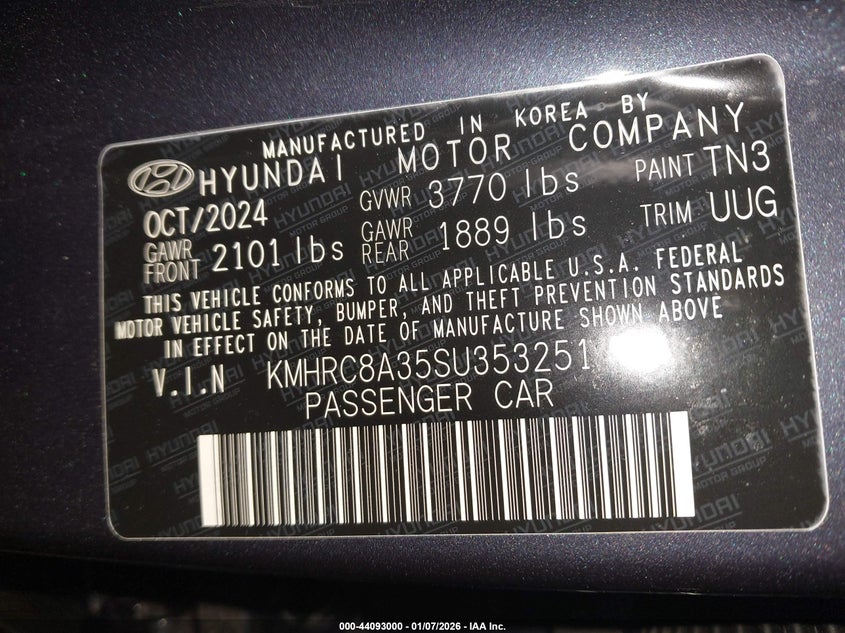 MANUFACTURED IN KOREA BY
HYUNDAI MOTOR COMPANY
OCT/2024 GVWR 3770 lbs PAINT TN3
GAWR FRONT 2101 lbs GAWR REAR 1889 lbs TRIM UUG
THIS VEHICLE CONFORMS TO ALL APPLICABLE U.S.A. FEDERAL
MOTOR VEHICLE SAFETY, BUMPER, AND THEFT PREVENTION STANDARDS
IN EFFECT ON THE DATE OF MANUFACTURE SHOWN ABOVE
V.I.N KMHRC8A35SU353251
PASSENGER CAR
000-44093000 - 01/07/2026 - IAA Inc.